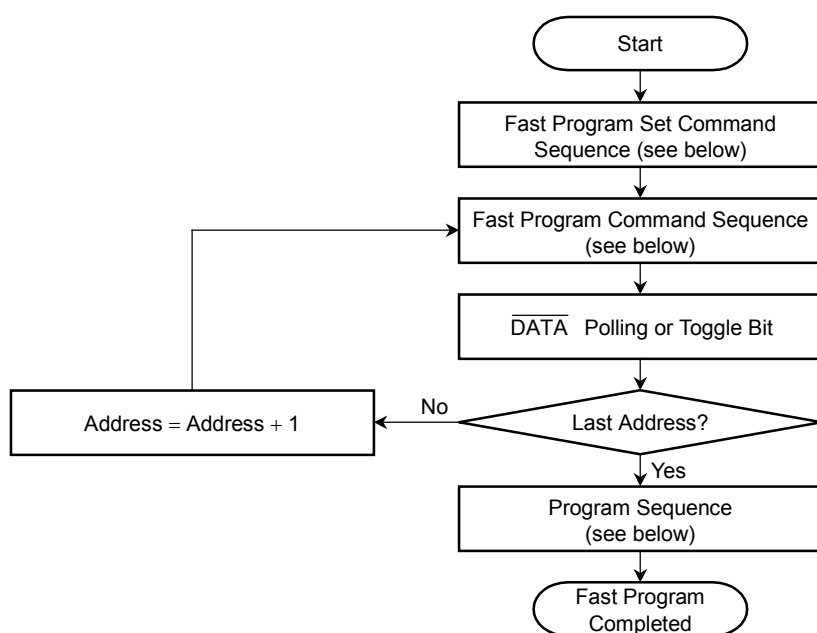 Start
Fast Program Set Command
Sequence (see below)
Fast Program Command Sequence
(see below)
DATA Polling or Toggle Bit
Address = Address + 1
No
Last Address?
Yes
Program Sequence
(see below)
Fast Program
Completed